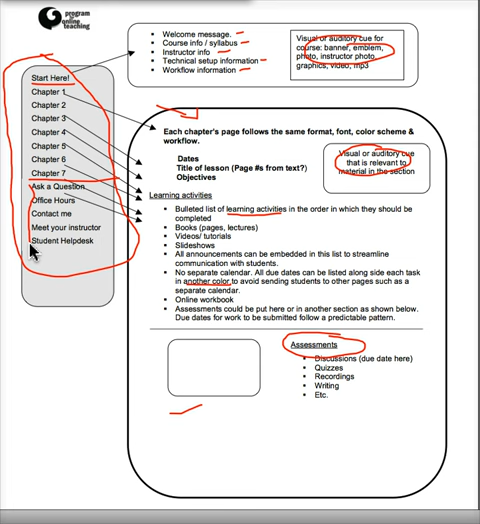 program
for online
teaching
Welcome message.
Course info / syllabus
Instructor info
Technical setup information
Workflow information
Visual or auditory cue for
course: banner, emblem,
photo, instructor photo
graphics, video, mp3
Start Here!
Chapter 1
Chapter 2
Chapter 3
Chapter 4
Chapter 5
Chapter 6
Chapter 7
Ask a Question
Office Hours
Contact me
Meet your instructor
Student Helpdesk
Each chapter's page follows the same format, font, color scheme &
workflow.
Dates
Title of lesson (Page #s from text?)
Objectives
Visual or auditory cue
that is relevant to
material in the section
Learning activities
Bulleted list of learning activities in the order in which they should be
completed
Books (pages, lectures)
Videos/ tutorials
Slideshows
All announcements can be embedded in this list to streamline
communication with students.
No separate calendar. All due dates can be listed along side each task
in another color to avoid sending students to other pages such as a
separate calendar.
Online workbook
Assessments could be put here or in another section as shown below.
Due dates for work to be submitted follow a predictable pattern.
Assessments
Discussions (due date here)
Quizzes
Recordings
Writing
Etc.